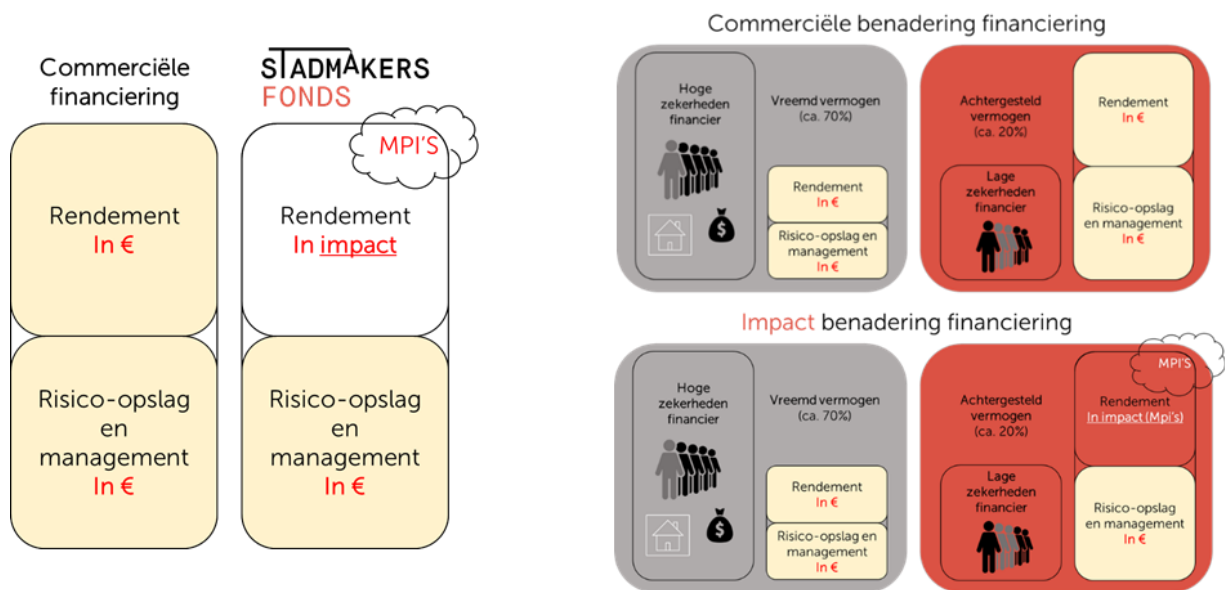 Commerciële
financiering
STADMAKERS
FONDS
MPI'S
Rendement
In €
Rendement
In impact
Risico-opslag
en
management
In €
Risico-opslag
en
management
In €
Commerciële benadering financiering
Hoge
zekerheden
financier
Vreemd vermogen
(ca. 70%)
Rendement
In €
Risico-opslag en
management
In €
$
Achtergesteld
vermogen
(ca. 20%)
Lage
zekerheden
financier
Rendement
In €
Risico-opslag
en management
In €
Impact benadering financiering
Hoge
zekerheden
financier
Vreemd vermogen
(ca. 70%)
Rendement
In €
Risico-opslag en
management
In €
$
Achtergesteld
vermogen
(ca. 20%)
Lage
zekerheden
financier
MPI'S
Rendement
In impact (Mpi's)
Risico-opslag
en management
In €